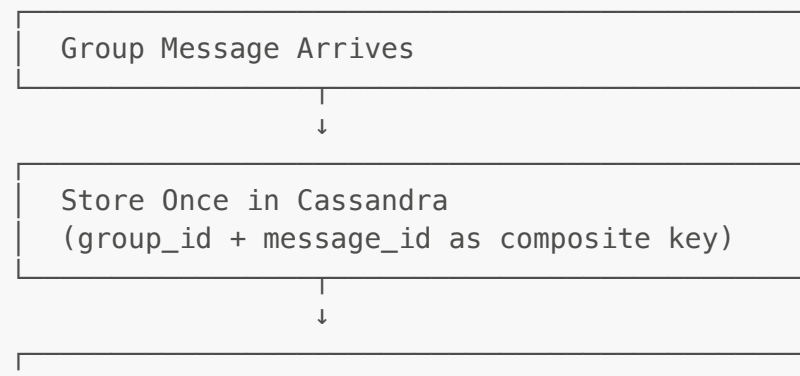 Group Message Arrives
↓
Store Once in Cassandra
(group_id + message_id as composite key)
↓